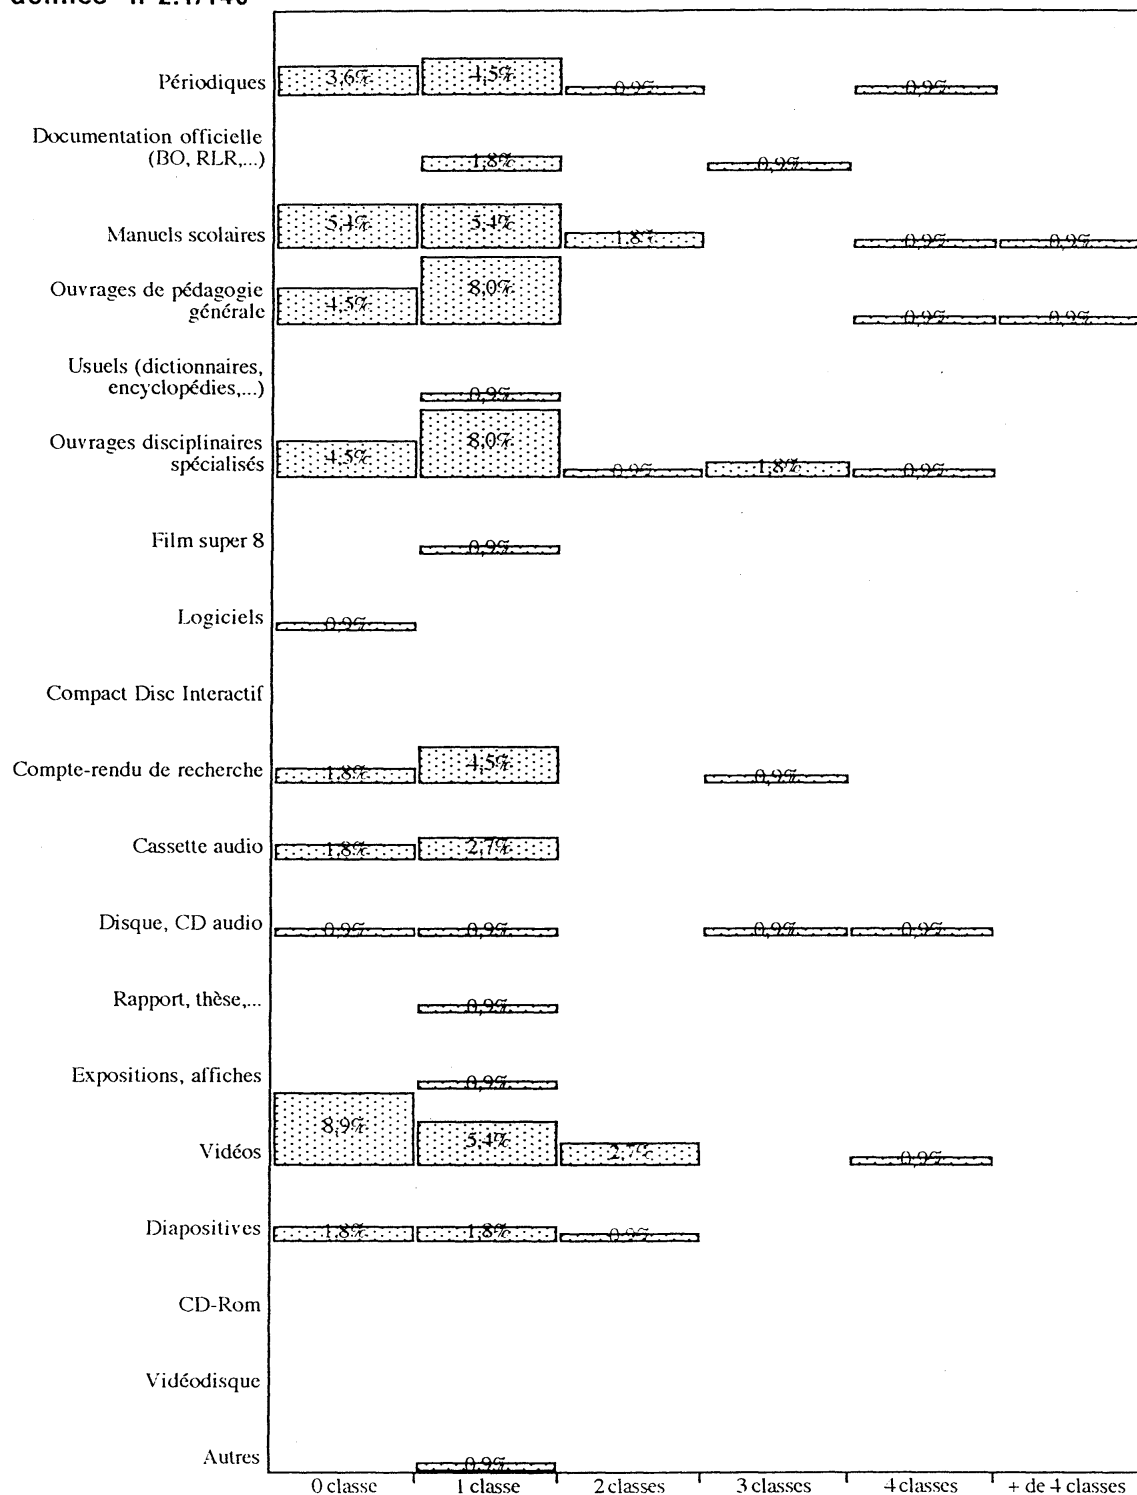 Périodiques 3,6% 4,5% 0,9% 0,9%
Documentation officielle
(BO, RLR,...) 1,8% 0,9%
Manuels scolaires 5,4% 5,4% 1,8% 0,9% 0,9%
Ouvrages de pédagogie
générale 4,5% 8,0% 0,9% 0,9%
Usuels (dictionnaires,
encyclopédies,...) 0,9%
Ouvrages disciplinaires
spécialisés 4,5% 8,0% 0,9% 1,8% 0,9%
Film super 8 0,9%
Logiciels 0,9%
Compact Disc Interactif
Compte-rendu de recherche 1,8% 4,5% 0,9%
Cassette audio 1,8% 2,7%
Disque, CD audio 0,9% 0,9% 0,9% 0,9%
Rapport, thèse,... 0,9%
Expositions, affiches 0,9%
Vidéos 8,9% 5,4% 2,7% 0,9%
Diapositives 1,8% 1,8% 0,9%
CD-Rom
Vidéodisque
Autres 0,9%
0 classe 1 classe 2 classes 3 classes 4 classes + de 4 classes